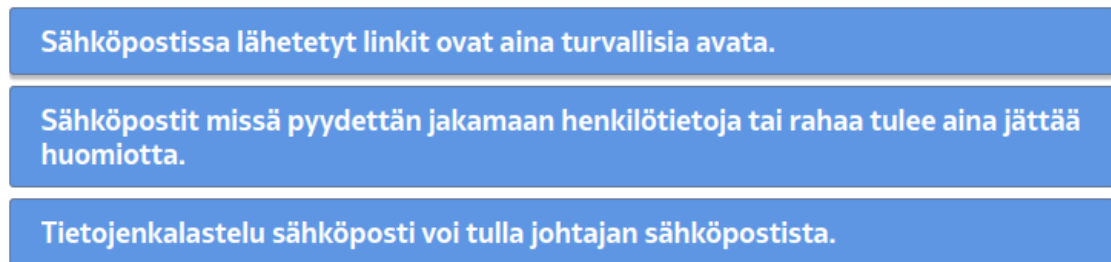 Sähköpostissa lähetetyt linkit ovat aina turvallisia avata.
Sähköpostit missä pyydettän jakamaan henkilötietoja tai rahaa tulee aina jättää
huomiotta.
Tietojenkalastelu sähköposti voi tulla johtajan sähköpostista.